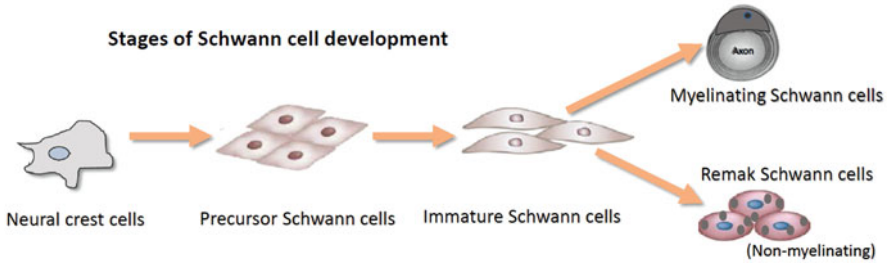 Stages of Schwann cell development
Axon
Myelinating Schwann cells
Neural crest cells
Precursor Schwann cells
Immature Schwann cells
Remak Schwann cells
(Non-myelinating)